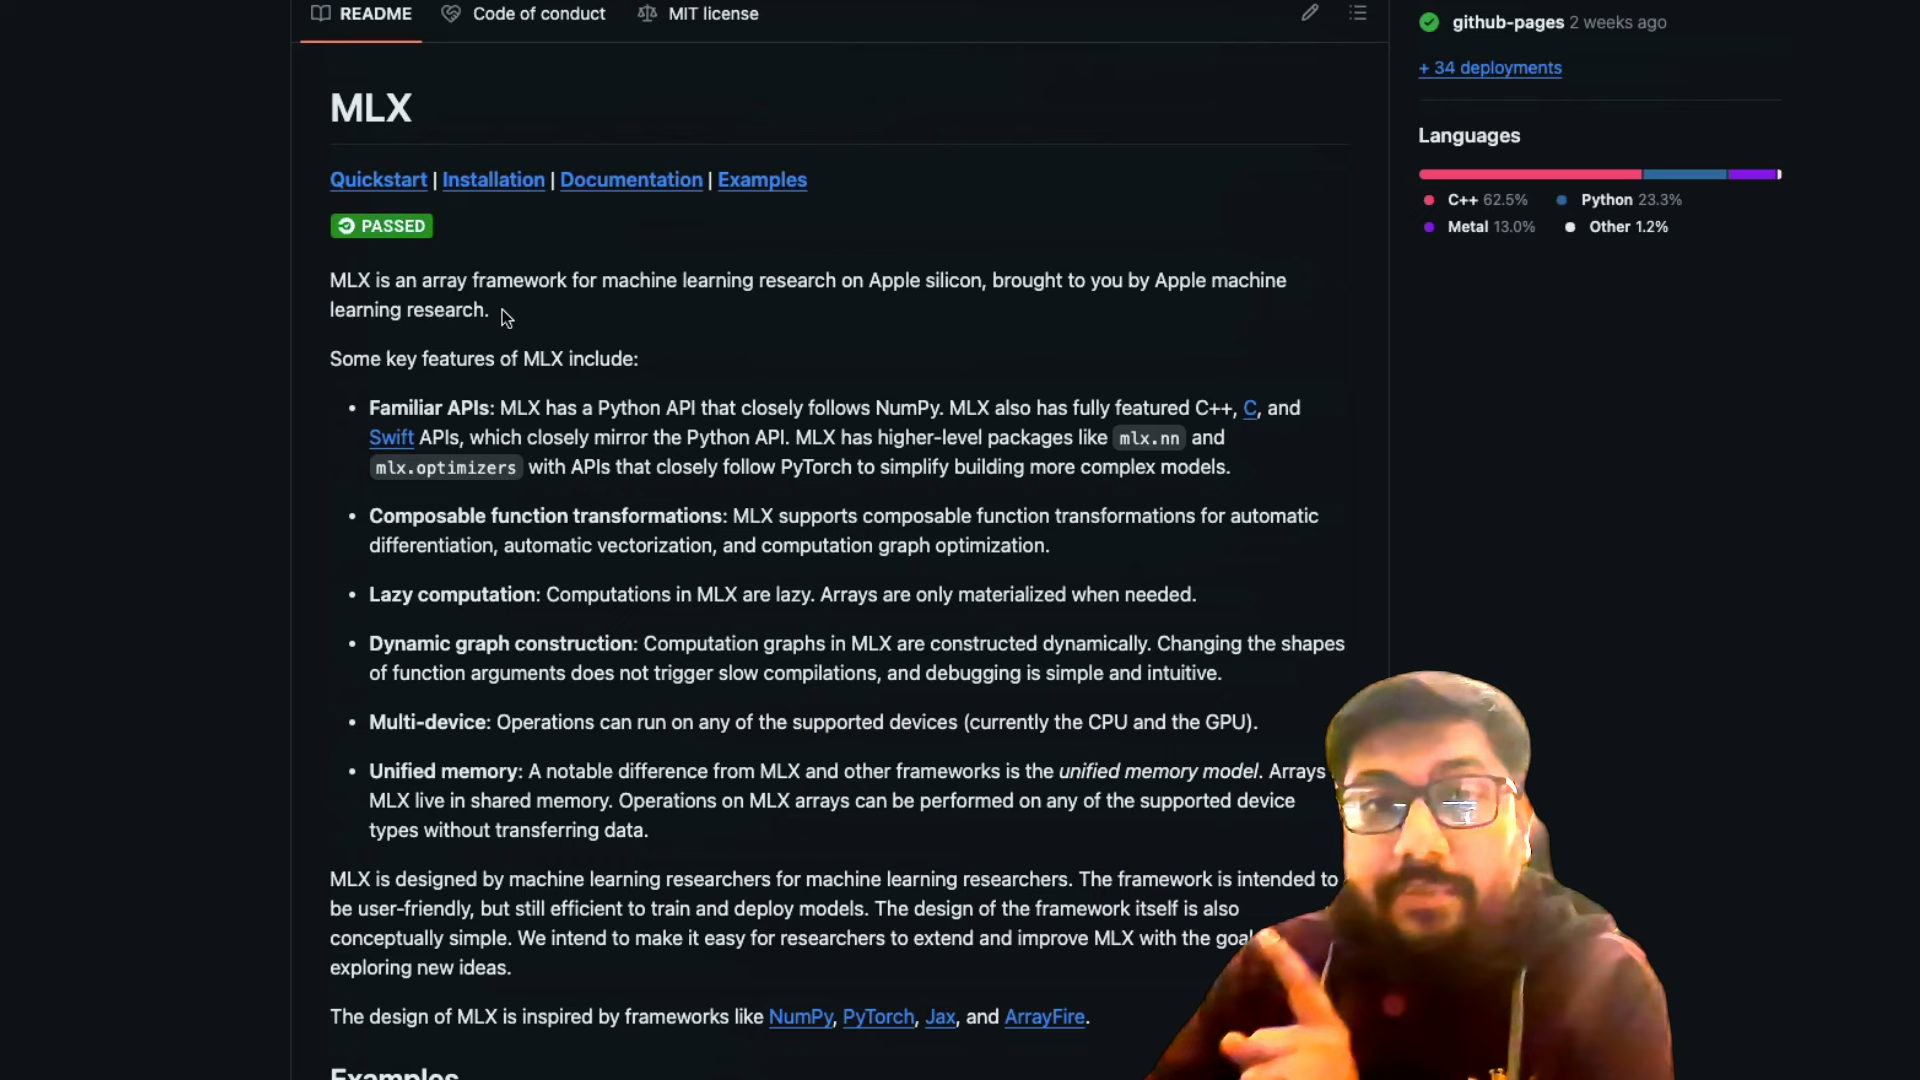 README Code of conduct MIT license
MLX
Quickstart | Installation | Documentation | Examples
PASSED
MLX is an array framework for machine learning research on Apple silicon, brought to you by Apple machine
learning research.
Some key features of MLX include:
• Familiar APIs: MLX has a Python API that closely follows NumPy. MLX also has fully featured C++, C, and
Swift APIs, which closely mirror the Python API. MLX has higher-level packages like mlx.nn and
mlx.optimizers with APIs that closely follow PyTorch to simplify building more complex models.
• Composable function transformations: MLX supports composable function transformations for automatic
differentiation, automatic vectorization, and computation graph optimization.
• Lazy computation: Computations in MLX are lazy. Arrays are only materialized when needed.
• Dynamic graph construction: Computation graphs in MLX are constructed dynamically. Changing the shapes
of function arguments does not trigger slow compilations, and debugging is simple and intuitive.
• Multi-device: Operations can run on any of the supported devices (currently the CPU and the GPU).
• Unified memory: A notable difference from MLX and other frameworks is the unified memory model. Arrays
MLX live in shared memory. Operations on MLX arrays can be performed on any of the supported device
types without transferring data.
MLX is designed by machine learning researchers for machine learning researchers. The framework is intended to
be user-friendly, but still efficient to train and deploy models. The design of the framework itself is also
conceptually simple. We intend to make it easy for researchers to extend and improve MLX with the goal
exploring new ideas.
The design of MLX is inspired by frameworks like NumPy, PyTorch, Jax, and ArrayFire.
Examples
github-pages 2 weeks ago
+ 34 deployments
Languages
C++ 62.5% Python 23.3%
Metal 13.0% Other 1.2%